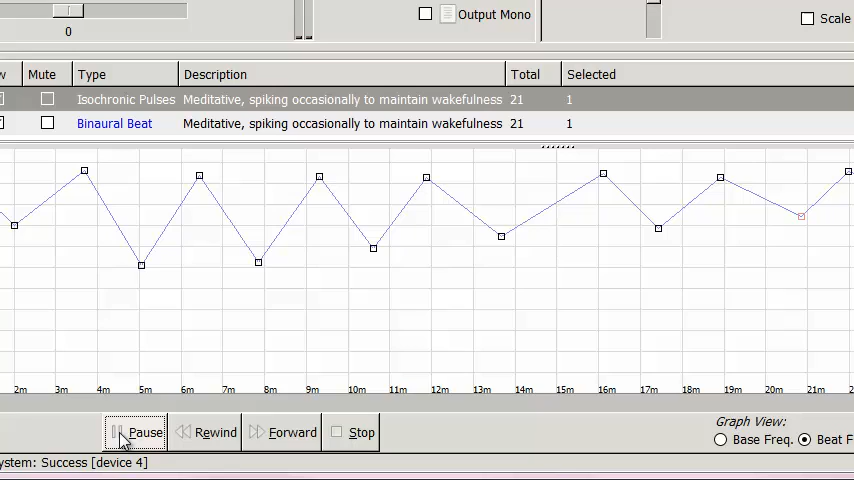 Output Mono
Scale
0
w Mute Type Description Total Selected
Isochronic Pulses Meditative, spiking occasionally to maintain wakefulness 21 1
Binaural Beat Meditative, spiking occasionally to maintain wakefulness 21 1
2m 3m 4m 5m 6m 7m 8m 9m 10m 11m 12m 13m 14m 15m 16m 17m 18m 19m 20m 21m
Graph View:
Pause Rewind Forward Stop
Base Freq. Beat F
ystem: Success [device 4]